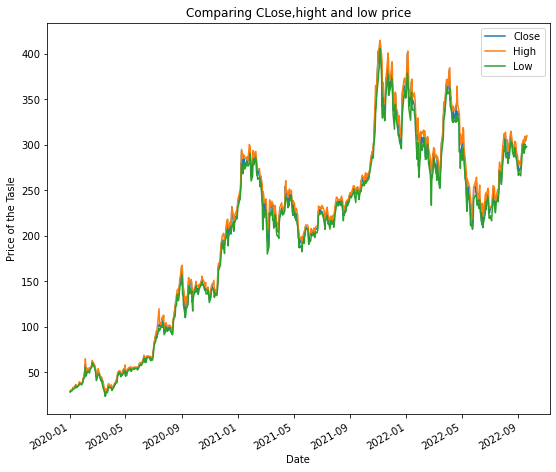 Comparing CLose,hight and low price
Close
High
Low
Price of the Tasle
400
350
300
250
200
150
100
50
2020-01
2020-05
2020-09
2021-01
2021-05
2021-09
2022-01
2022-05
2022-09
Date